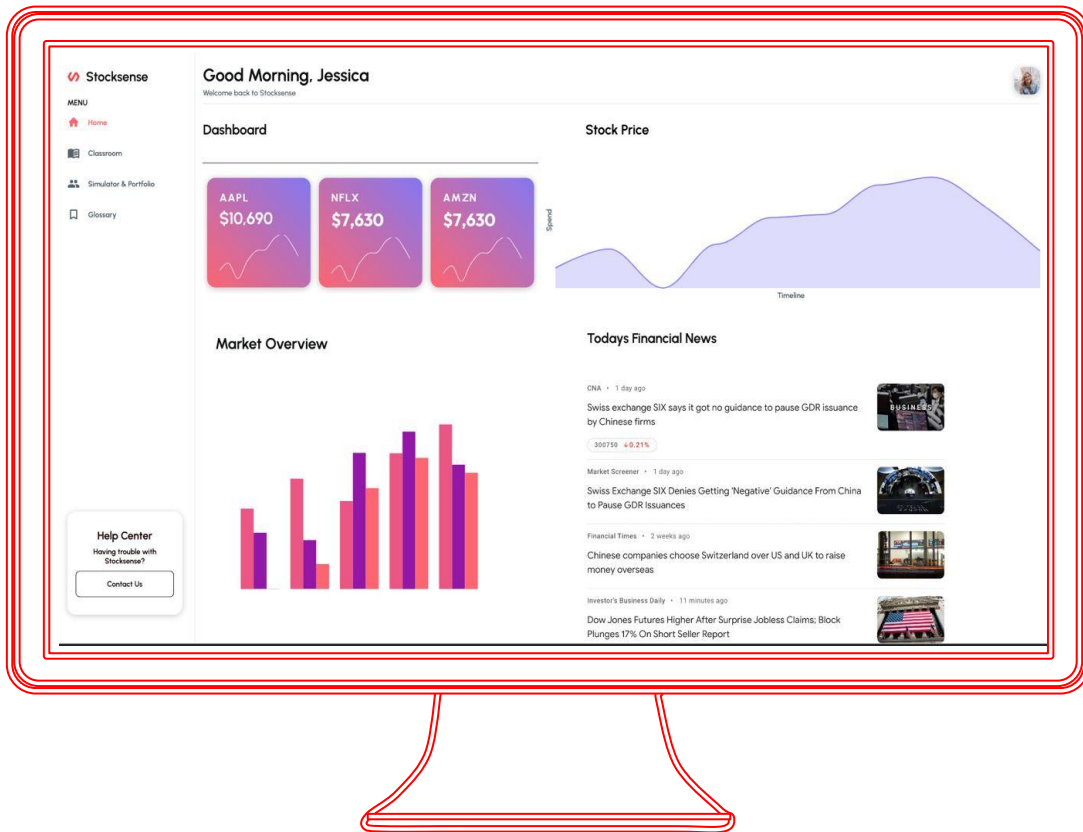 Stocksense
MENU
Home
Classroom
Simulator & Portfolio
Glossary
Help Center
Having trouble with
Stocksense?
Contact Us
Good Morning, Jessica
Welcome back to Stocksense
Dashboard
AAPL
$10,690
NFLX
$7,630
AMZN
$7,630
Stock Price
Spend
Timeline
Market Overview
Todays Financial News
CNA • 1 day ago
Swiss exchange SIX says it got no guidance to pause GDR issuance
by Chinese firms
300750 ↓0.21%
BUSINESS
Market Screener • 1 day ago
Swiss Exchange SIX Denies Getting 'Negative' Guidance From China
to Pause GDR Issuances
Financial Times • 2 weeks ago
Chinese companies choose Switzerland over US and UK to raise
money overseas
Investor's Business Daily • 11 minutes ago
Dow Jones Futures Higher After Surprise Jobless Claims; Block
Plunges 17% On Short Seller Report